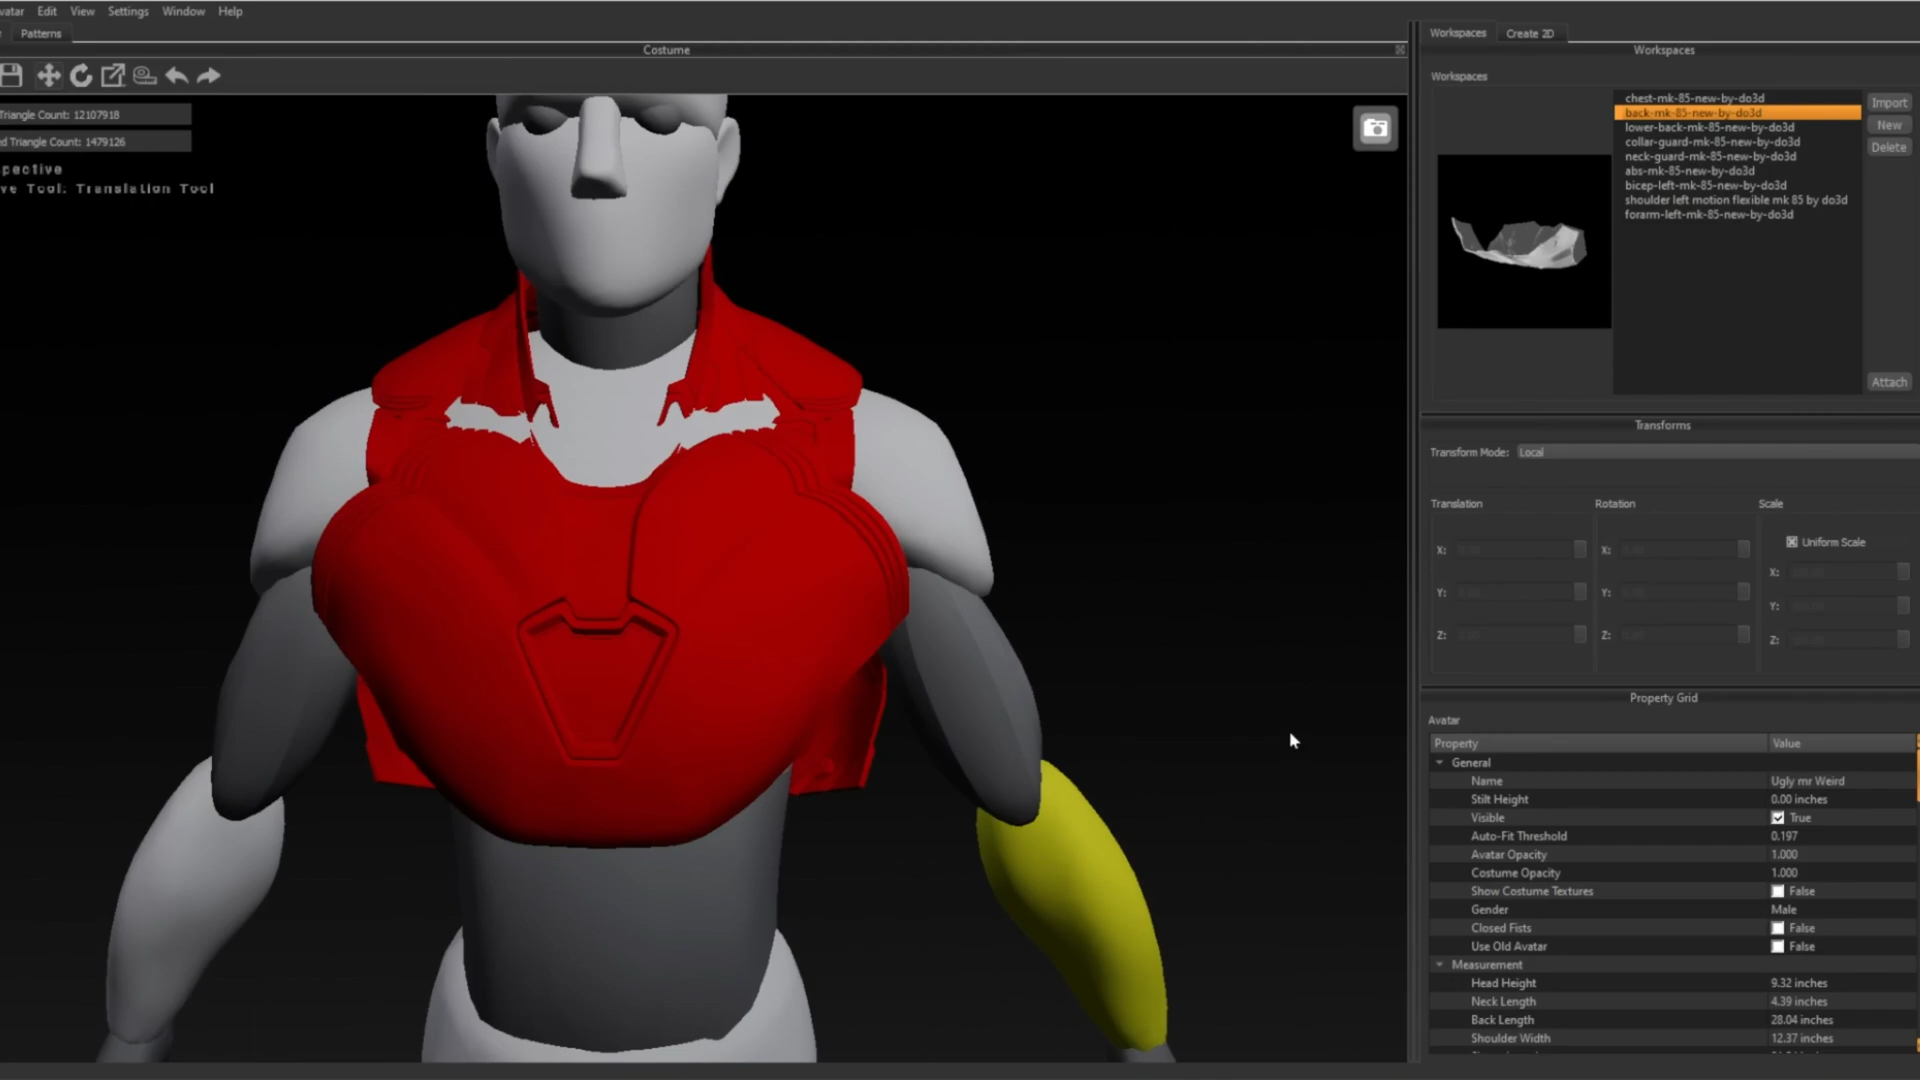 vatar Edit View Settings Window Help
Patterns
Costume
Triangle Count: 12107918
d Triangle Count: 1479126
pective
ve Tool: Translation Tool
Workspaces Create 2D
Workspaces
Workspaces
chest-mk-85-new-by-do3d
back-mk-85-new-by-do3d
lower-back-mk-85-new-by-do3d
collar-guard-mk-85-new-by-do3d
neck-guard-mk-85-new-by-do3d
abs-mk-85-new-by-do3d
bicep-left-mk-85-new-by-do3d
shoulder left motion flexible mk 85 by do3d
forarm-left-mk-85-new-by-do3d
Import
New
Delete
Attach
Transforms
Transform Mode: Local
Translation Rotation Scale
Uniform Scale
X: X: X:
Y: Y: Y:
Z: Z: Z:
Property Grid
Avatar
Property Value
General
Name Ugly mr Weird
Stilt Height 0.00 inches
Visible True
Auto-Fit Threshold 0.197
Avatar Opacity 1.000
Costume Opacity 1.000
Show Costume Textures False
Gender Male
Closed Fists False
Use Old Avatar False
Measurement
Head Height 9.32 inches
Neck Length 4.39 inches
Back Length 28.04 inches
Shoulder Width 12.37 inches